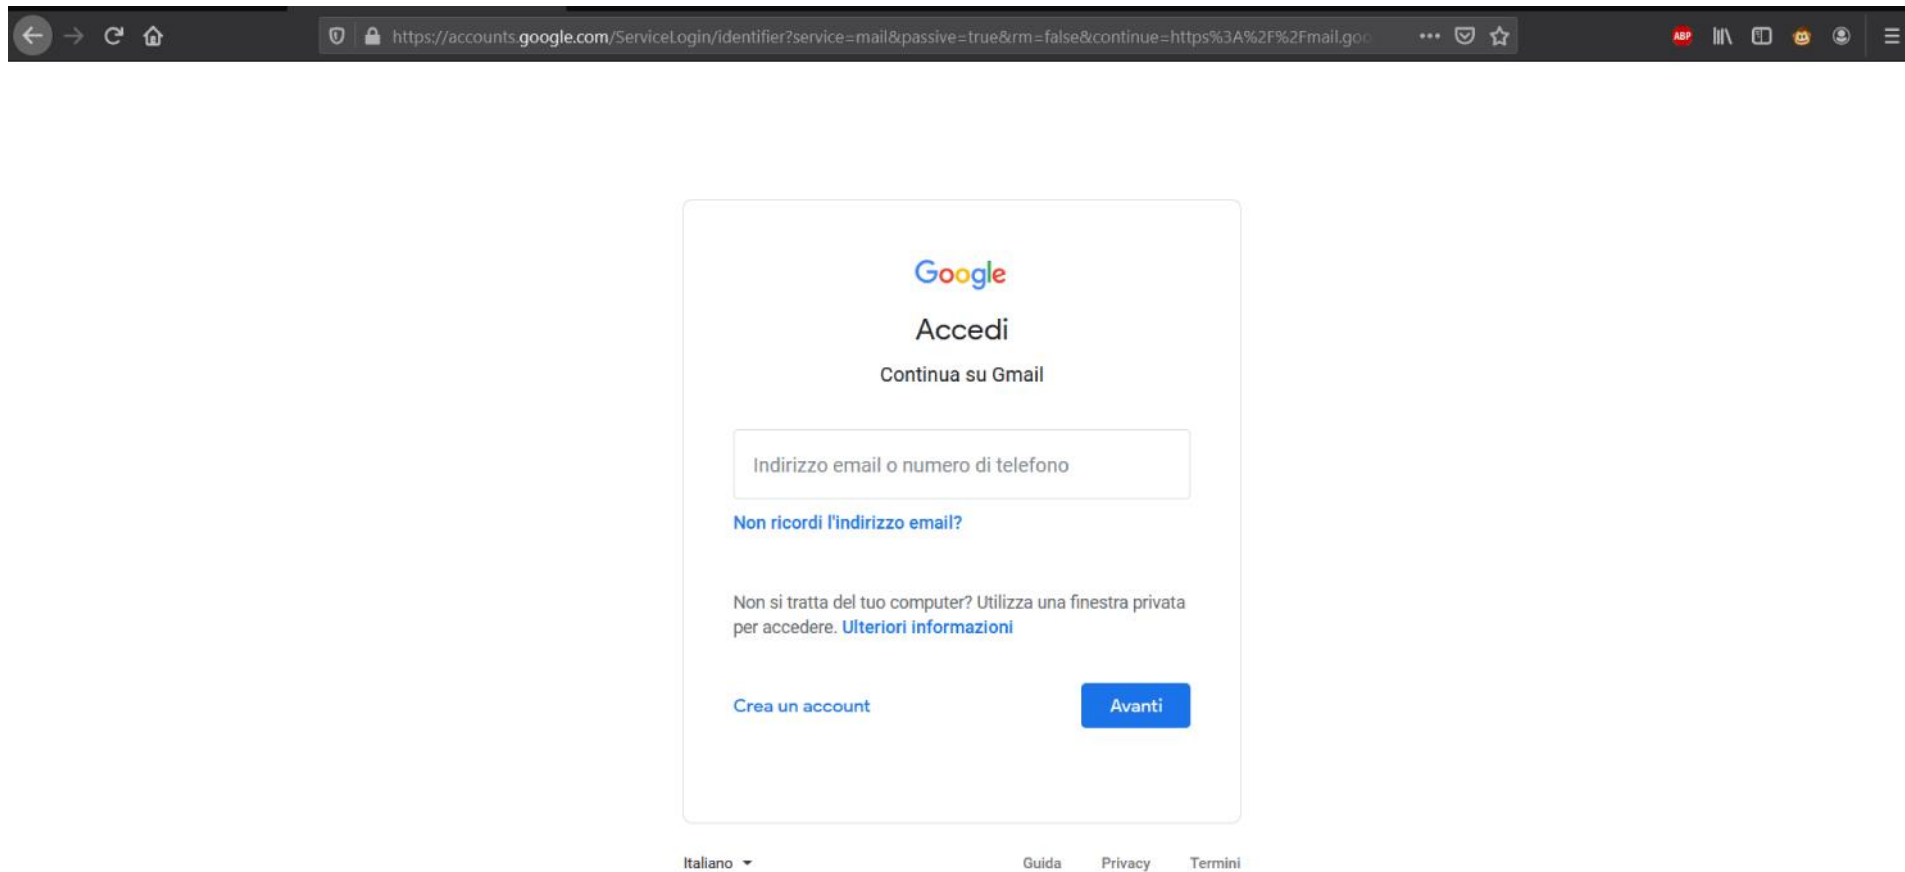 https://accounts.google.com/ServiceLogin/identifier?service=mail&passive=true&rm=false&continue=https%3A%2F%2Fmail.goo
ABP
Google
Accedi
Continua su Gmail
Indirizzo email o numero di telefono
Non ricordi l'indirizzo email?
Non si tratta del tuo computer? Utilizza una finestra privata
per accedere. Ulteriori informazioni
Crea un account
Avanti
Italiano
Guida Privacy Termini